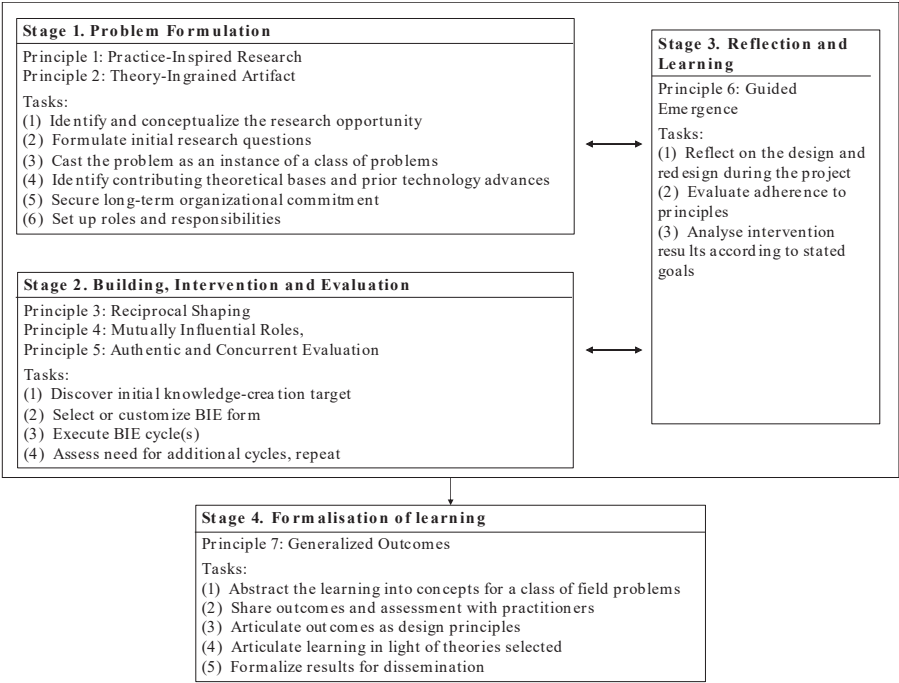 Stage 1. Problem Formulation
Principle 1: Practice-Inspired Research
Principle 2: Theory-Ingrained Artifact
Tasks:
(1) Identify and conceptualize the research opportunity
(2) Formulate initial research questions
(3) Cast the problem as an instance of a class of problems
(4) Identify contributing theoretical bases and prior technology advances
(5) Secure long-term organizational commitment
(6) Set up roles and responsibilities
Stage 2. Building, Intervention and Evaluation
Principle 3: Reciprocal Shaping
Principle 4: Mutually Influential Roles,
Principle 5: Authentic and Concurrent Evaluation
Tasks:
(1) Discover initial knowledge-creation target
(2) Select or customize BIE form
(3) Execute BIE cycle(s)
(4) Assess need for additional cycles, repeat
Stage 3. Reflection and
Learning
Principle 6: Guided
Emergence
Tasks:
(1) Reflect on the design and
redesign during the project
(2) Evaluate adherence to
principles
(3) Analyse intervention
results according to stated
goals
Stage 4. Formalisation of learning
Principle 7: Generalized Outcomes
Tasks:
(1) Abstract the learning into concepts for a class of field problems
(2) Share outcomes and assessment with practitioners
(3) Articulate outcomes as design principles
(4) Articulate learning in light of theories selected
(5) Formalize results for dissemination